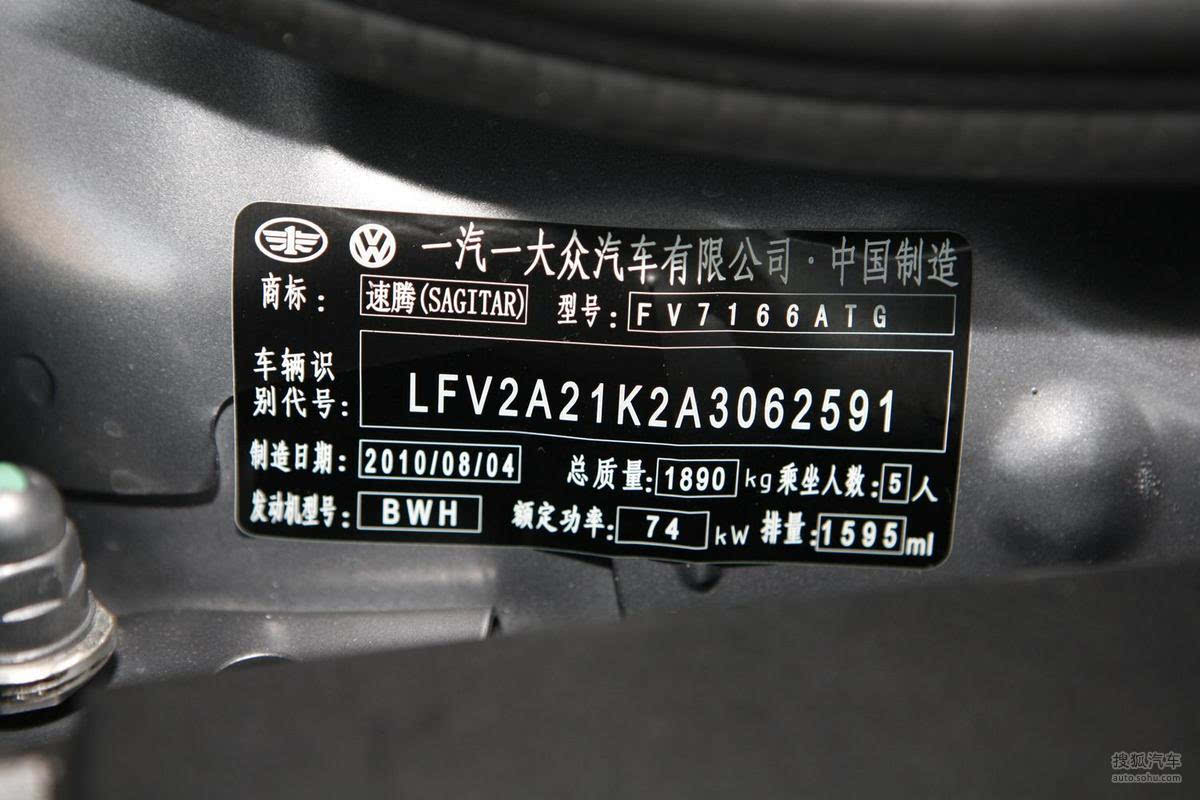 一汽一大众汽车有限公司·中国制造
商标: 速腾(SAGITAR) 型号: FV7166ATG
车辆识
别代号: LFV2A21K2A3062591
制造日期: 2010/08/04 总质量: 1890 kg 乘坐人数: 5 人
发动机型号: BWH 额定功率: 74 kW 排量: 1595 ml
搜狐汽车
auto.sohu.com